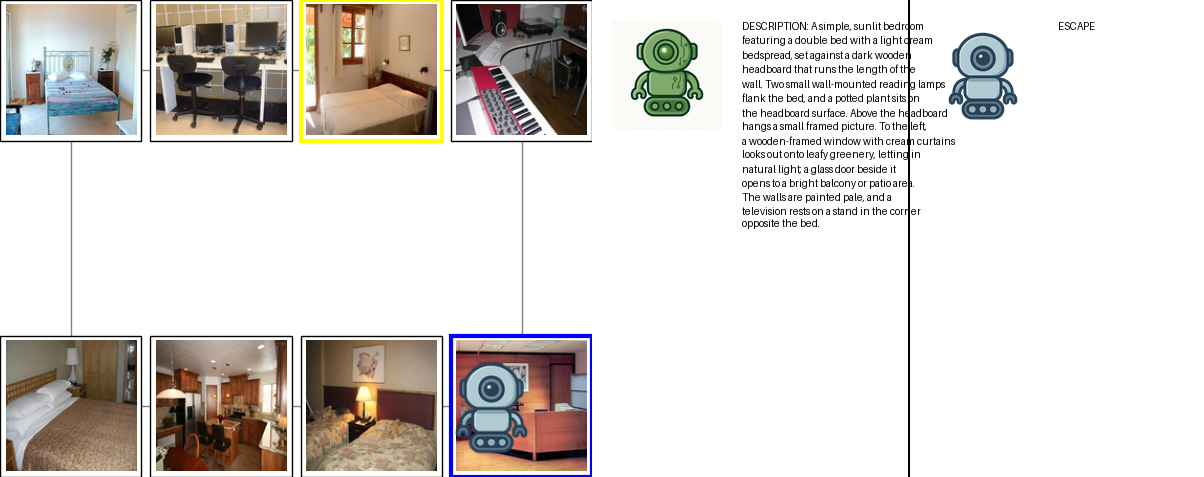 DESCRIPTION: A simple, sunlit bedroom
featuring a double bed with a light cream
bedspread, set against a dark wooden
headboard that runs the length of the
wall. Two small wall-mounted reading lamps
flank the bed, and a potted plant sits on
the headboard surface. Above the headboard
hangs a small framed picture. To the left,
a wooden-framed window with cream curtains
looks out onto leafy greenery, letting in
natural light; a glass door beside it
opens to a bright balcony or patio area.
The walls are painted pale, and a
television rests on a stand in the corner
opposite the bed.
ESCAPE